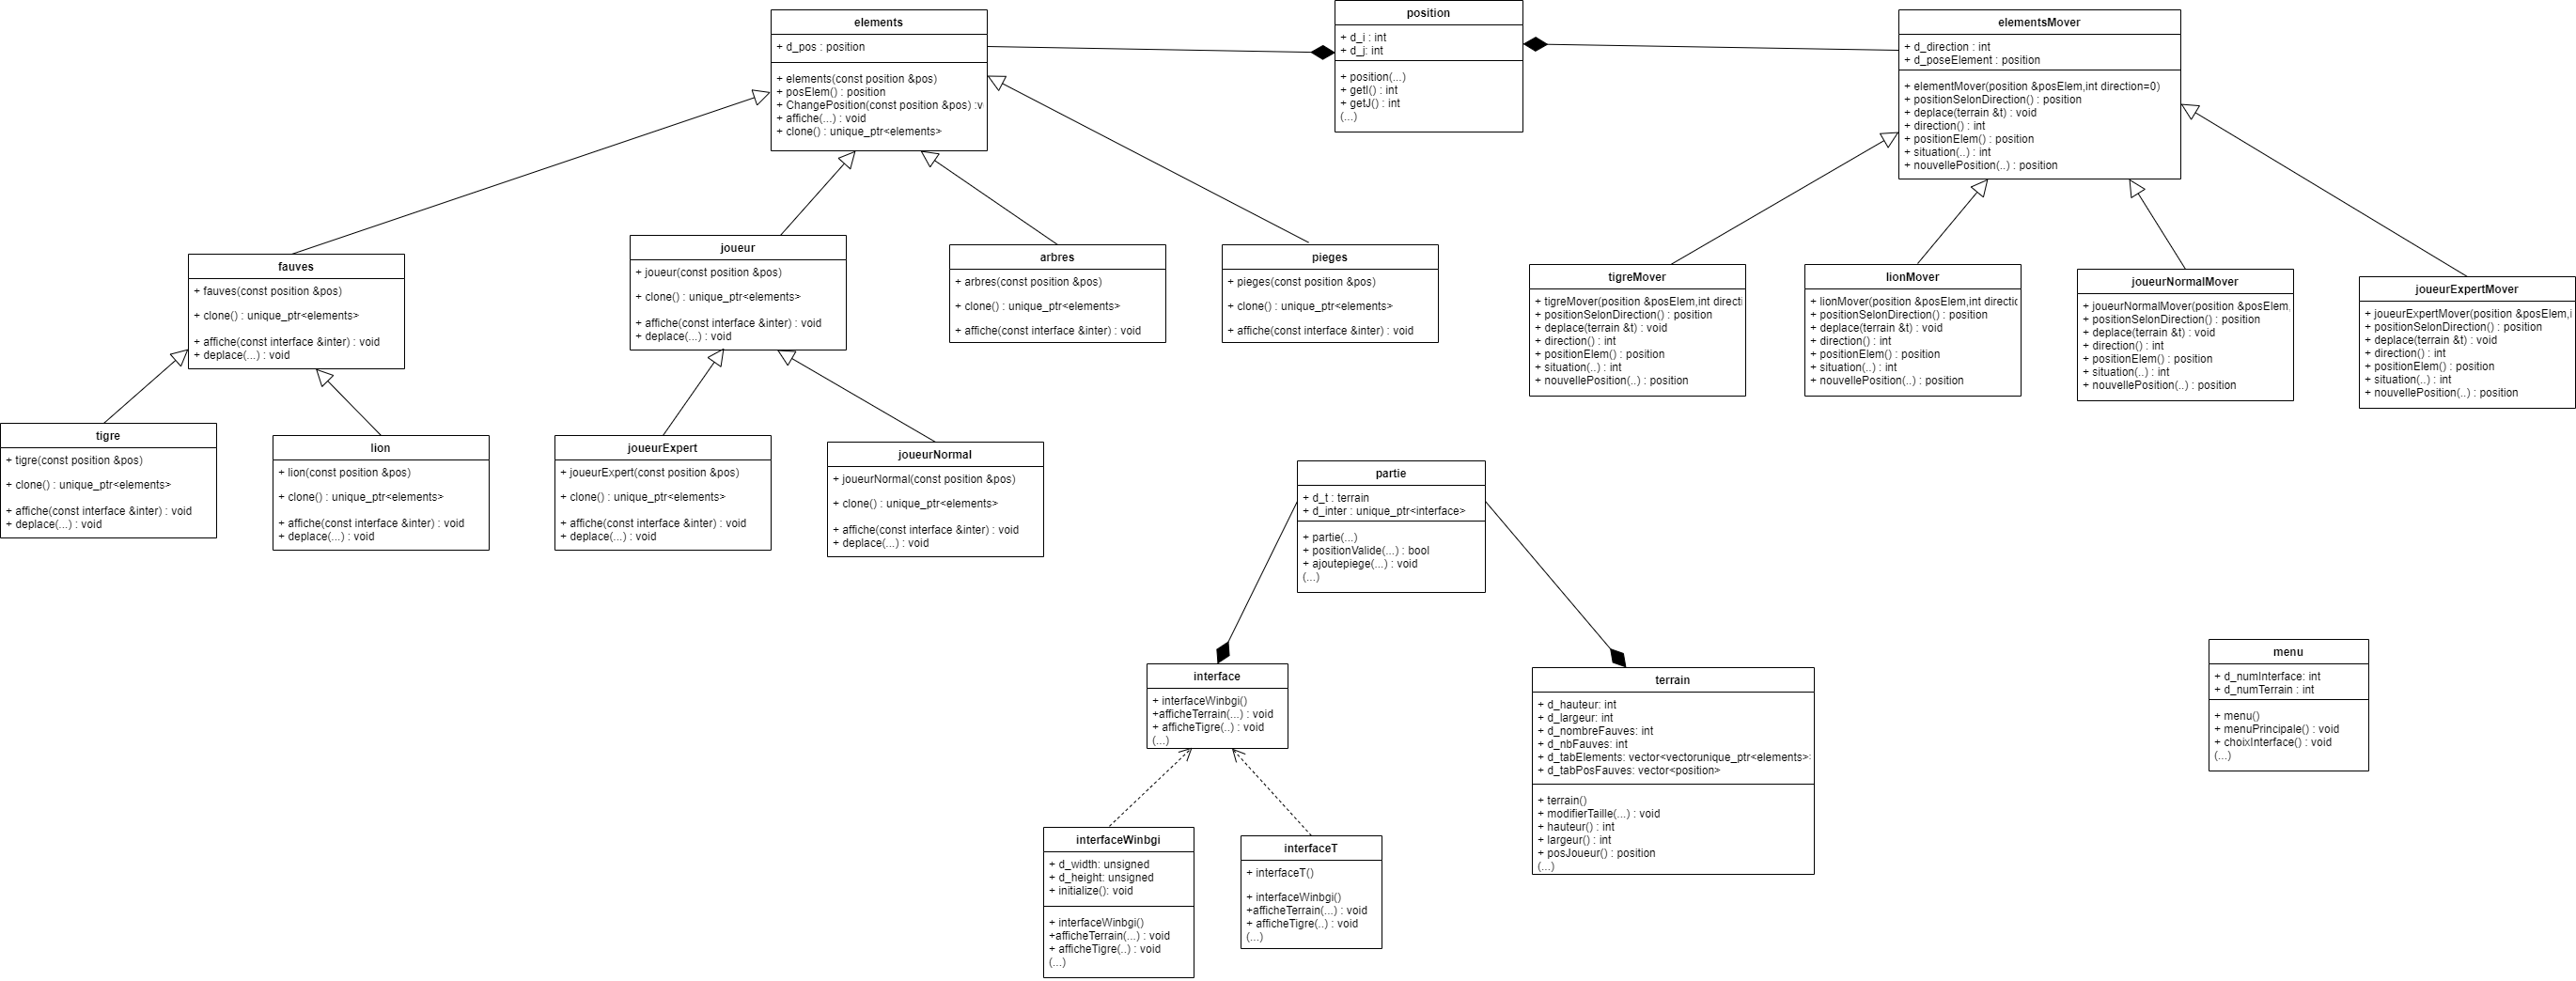 elements
+ d_pos : position
+ elements(const position &pos)
+ posElem() : position
+ ChangePosition(const position &pos) :v
+ affiche(...) : void
+ clone() : unique_ptr<elements>
position
+ d_i : int
+ d_j: int
+ position(...)
+ getI() : int
+ getJ() : int
(...)
elementsMover
+ d_direction : int
+ d_poseElement : position
+ elementMover(position &posElem,int direction=0)
+ positionSelonDirection() : position
+ deplace(terrain &t) : void
+ direction() : int
+ positionElem() : position
+ situation(..) : int
+ nouvellePosition(..) : position
fauves
+ fauves(const position &pos)
+ clone() : unique_ptr<elements>
+ affiche(const interface &inter) : void
+ deplace(...) : void
joueur
+ joueur(const position &pos)
+ clone() : unique_ptr<elements>
+ affiche(const interface &inter) : void
+ deplace(...) : void
arbres
+ arbres(const position &pos)
+ clone() : unique_ptr<elements>
+ affiche(const interface &inter) : void
pieges
+ pieges(const position &pos)
+ clone() : unique_ptr<elements>
+ affiche(const interface &inter) : void
tigreMover
+ tigreMover(position &posElem,int directi
+ positionSelonDirection() : position
+ deplace(terrain &t) : void
+ direction() : int
+ positionElem() : position
+ situation(..) : int
+ nouvellePosition(..) : position
lionMover
+ lionMover(position &posElem,int directic
+ positionSelonDirection() : position
+ deplace(terrain &t) : void
+ direction() : int
+ positionElem() : position
+ situation(..) : int
+ nouvellePosition(..) : position
joueurNormalMover
+ joueurNormalMover(position &posElem,
+ positionSelonDirection() : position
+ deplace(terrain &t) : void
+ direction() : int
+ positionElem() : position
+ situation(..) : int
+ nouvellePosition(..) : position
joueurExpertMover
+ joueurExpertMover(position &posElem,i
+ positionSelonDirection() : position
+ deplace(terrain &t) : void
+ direction() : int
+ positionElem() : position
+ situation(..) : int
+ nouvellePosition(..) : position
tigre
+ tigre(const position &pos)
+ clone() : unique_ptr<elements>
+ affiche(const interface &inter) : void
+ deplace(...) : void
lion
+ lion(const position &pos)
+ clone() : unique_ptr<elements>
+ affiche(const interface &inter) : void
+ deplace(...) : void
joueurExpert
+ joueurExpert(const position &pos)
+ clone() : unique_ptr<elements>
+ affiche(const interface &inter) : void
+ deplace(...) : void
joueurNormal
+ joueurNormal(const position &pos)
+ clone() : unique_ptr<elements>
+ affiche(const interface &inter) : void
+ deplace(...) : void
partie
+ d_t : terrain
+ d_inter : unique_ptr<interface>
+ partie(...)
+ positionValide(...) : bool
+ ajoutepiege(...) : void
(...)
interface
+ interfaceWinbgi()
+afficheTerrain(...) : void
+ afficheTigre(..) : void
(...)
terrain
+ d_hauteur: int
+ d_largeur: int
+ d_nombreFauves: int
+ d_nbFauves: int
+ d_tabElements: vector<vectorunique_ptr<elements>:
+ d_tabPosFauves: vector<position>
+ terrain()
+ modifierTaille(...) : void
+ hauteur() : int
+ largeur() : int
+ posJoueur() : position
(...)
menu
+ d_numInterface: int
+ d_numTerrain : int
+ menu()
+ menuPrincipale() : void
+ choixInterface() : void
(...)
interfaceWinbgi
+ d_width: unsigned
+ d_height: unsigned
+ initialize(): void
+ interfaceWinbgi()
+afficheTerrain(...) : void
+ afficheTigre(..) : void
(...)
interfaceT
+ interfaceT()
+ interfaceWinbgi()
+afficheTerrain(...) : void
+ afficheTigre(..) : void
(...)